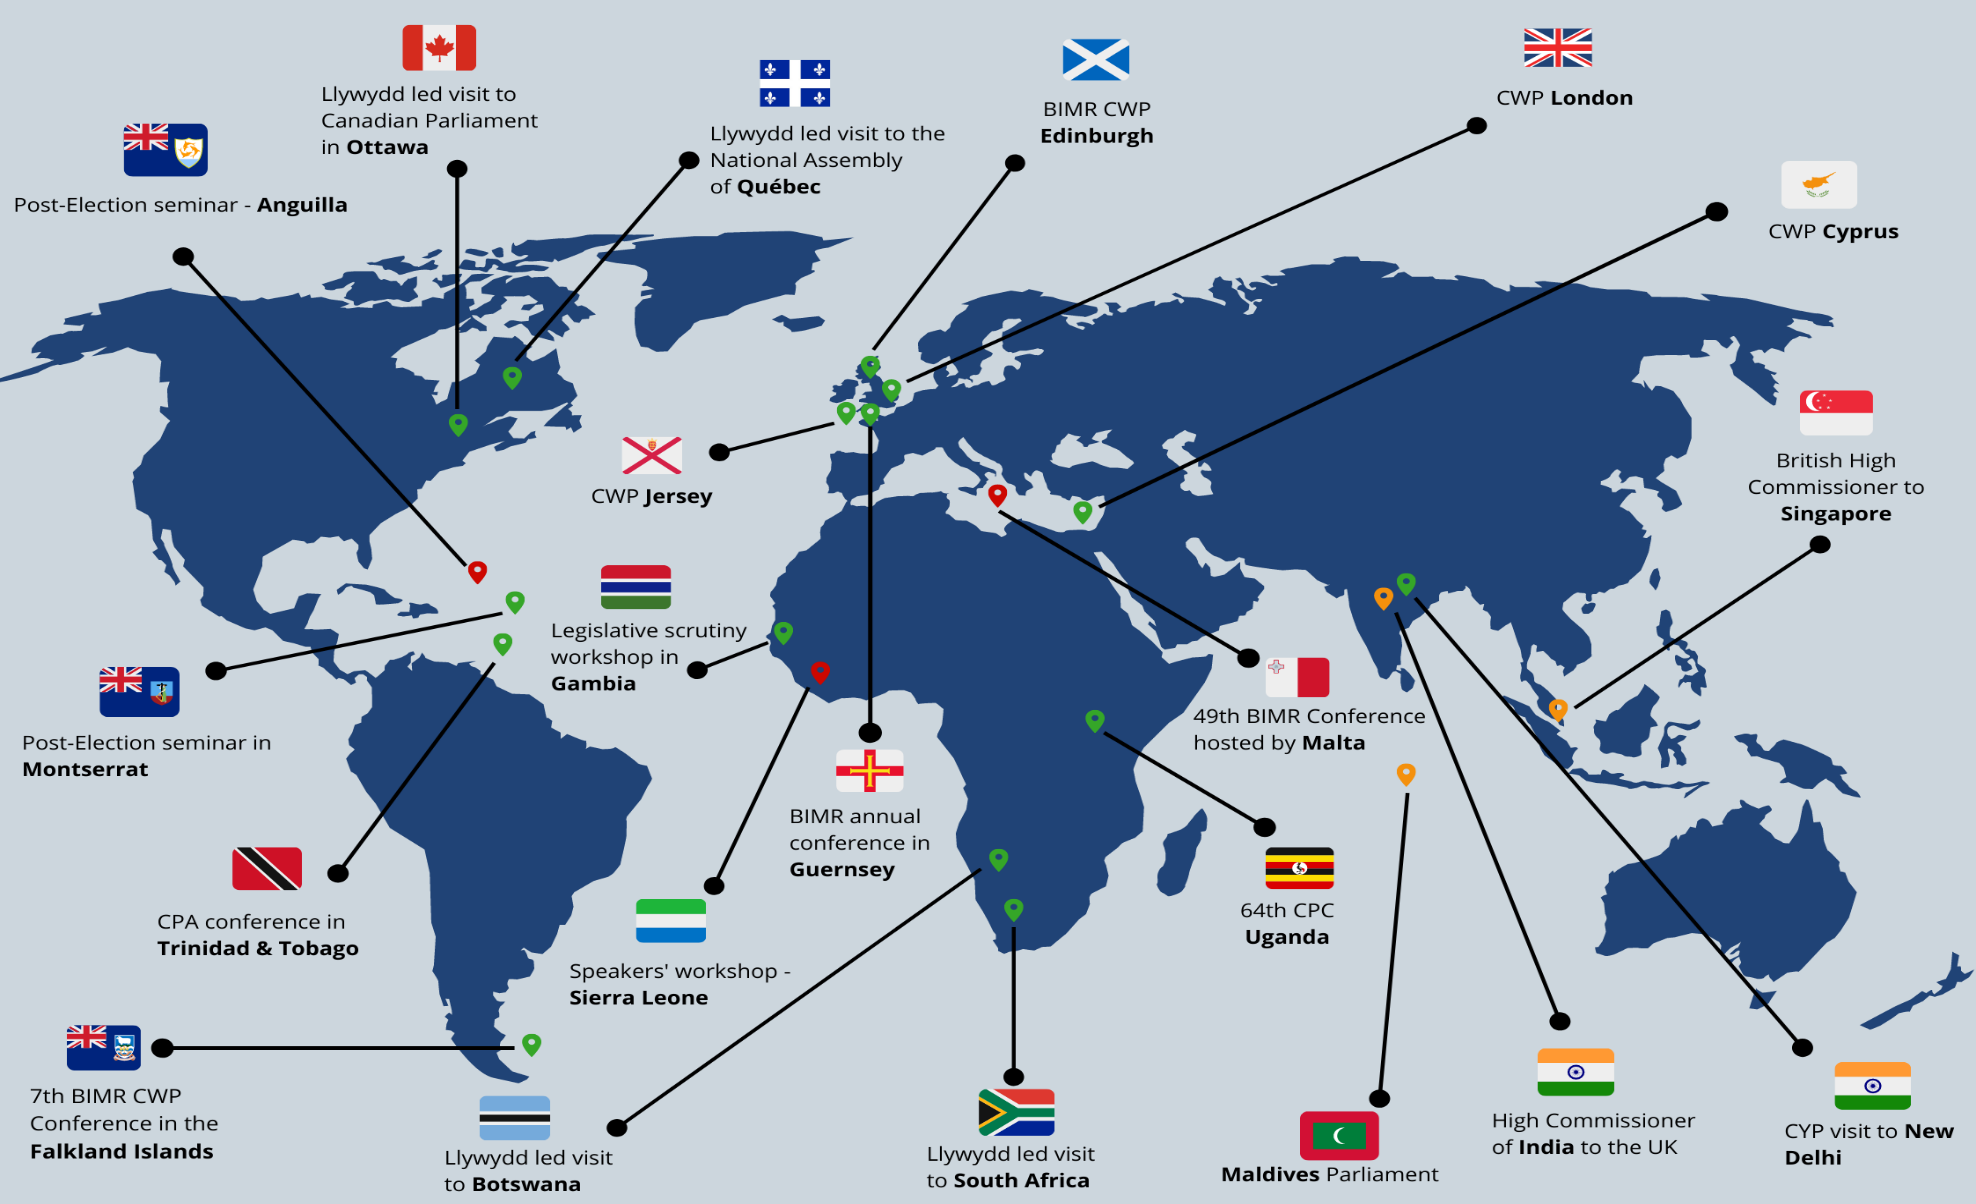 Llywydd led visit to
Canadian Parliament
in Ottawa
Llywydd led visit to the
National Assembly
of Québec
BIMR CWP
Edinburgh
CWP London
Post-Election seminar - Anguilla
CWP Cyprus
CWP Jersey
British High
Commissioner to
Singapore
Legislative scrutiny
workshop in
Gambia
49th BIMR Conference
hosted by Malta
Post-Election seminar in
Montserrat
BIMR annual
conference in
Guernsey
CPA conference in
Trinidad & Tobago
64th CPC
Uganda
Speakers' workshop -
Sierra Leone
7th BIMR CWP
Conference in the
Falkland Islands
Llywydd led visit
to Botswana
Llywydd led visit
to South Africa
Maldives Parliament
High Commissioner
of India to the UK
CYP visit to New
Delhi